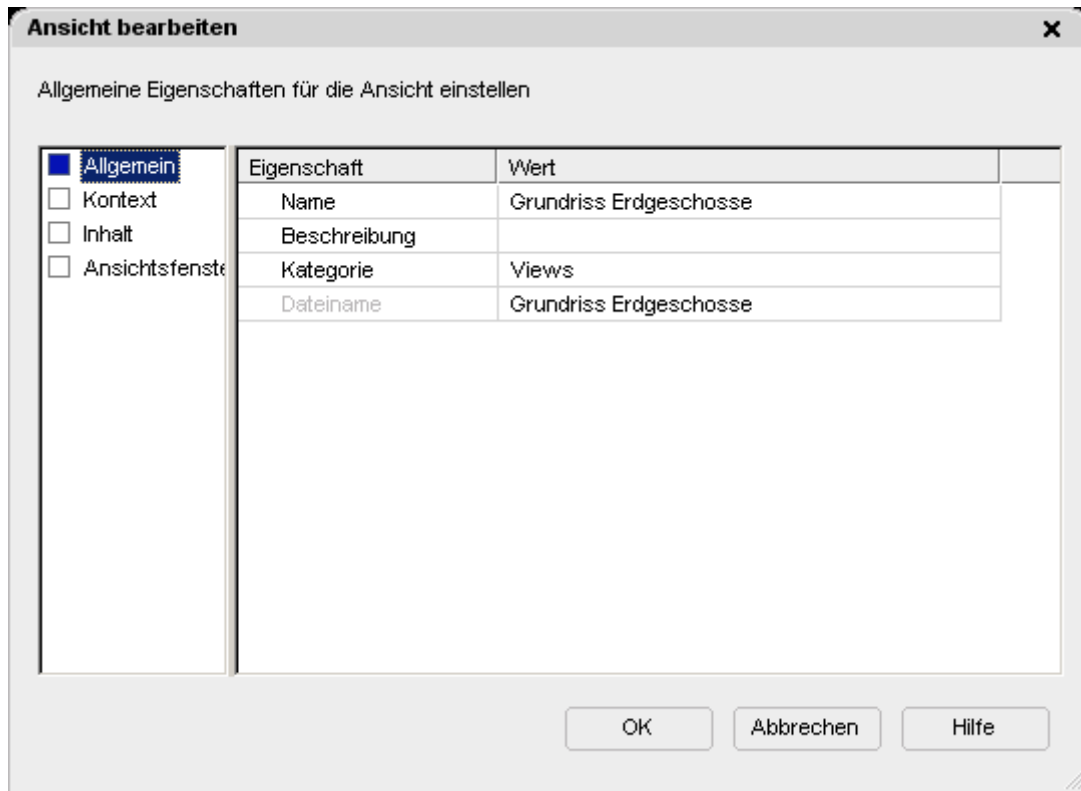 Ansicht bearbeiten
Allgemeine Eigenschaften für die Ansicht einstellen
Allgemein
Kontext
Inhalt
Ansichtsfenste
Eigenschaft Wert
Name Grundriss Erdgeschosse
Beschreibung
Kategorie Views
Dateiname Grundriss Erdgeschosse
OK Abbrechen Hilfe